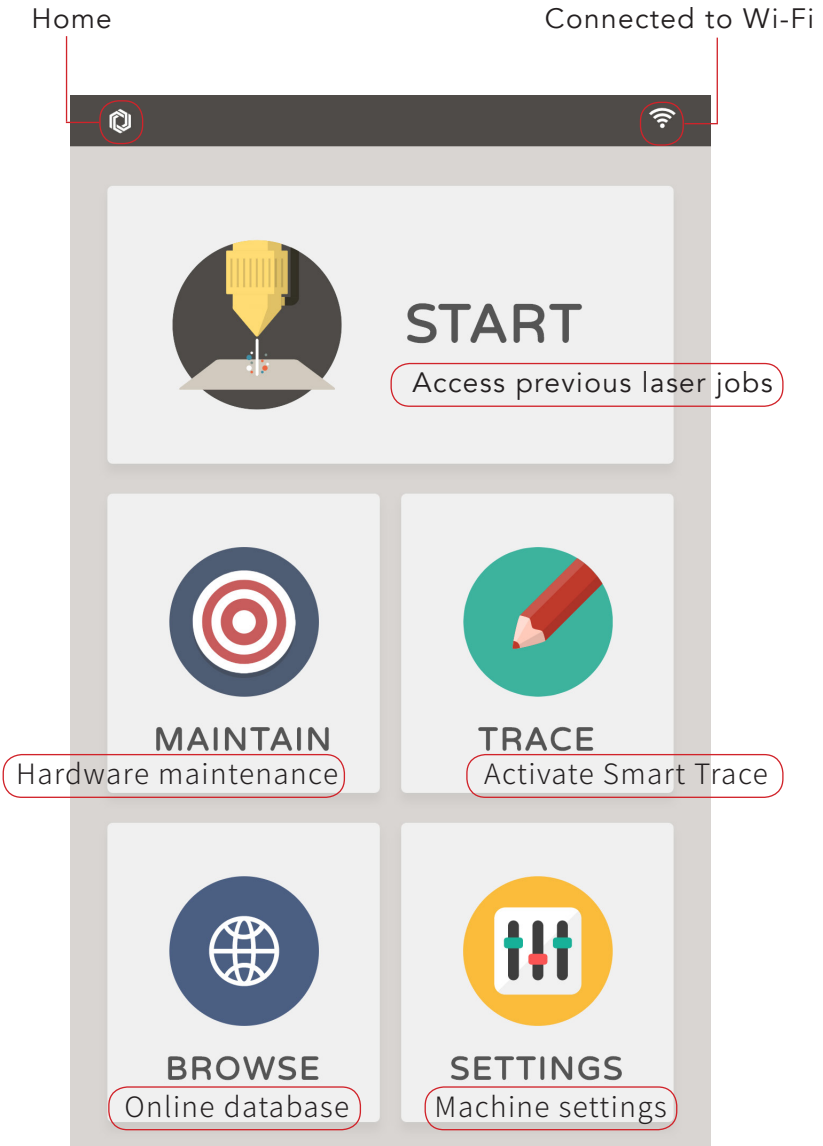 Home
Connected to Wi-Fi
START
Access previous laser jobs
MAINTAIN
Hardware maintenance
TRACE
Activate Smart Trace
BROWSE
Online database
SETTINGS
Machine settings